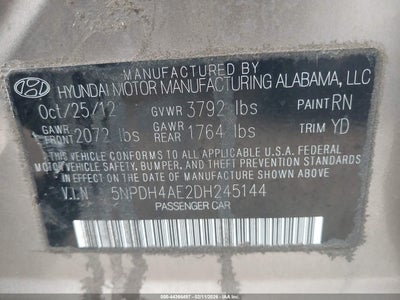 MANUFACTURED BY
HYUNDAI MOTOR MANUFACTURING ALABAMA, LLC
Oct/25/12 GVWR 3792 lbs PAINT RN
GAWR FRONT 2072 lbs GAWR REAR 1764 lbs TRIM YD
THIS VEHICLE CONFORMS TO ALL APPLICABLE U.S.A. FEDERAL
MOTOR VEHICLE SAFETY, BUMPER, AND THEFT PREVENTION
STANDARDS IN EFFECT ON THE DATE OF MANUFACTURE SHOWN ABOVE.
V.I.N 5NPDH4AE2DH245144
PASSENGER CAR